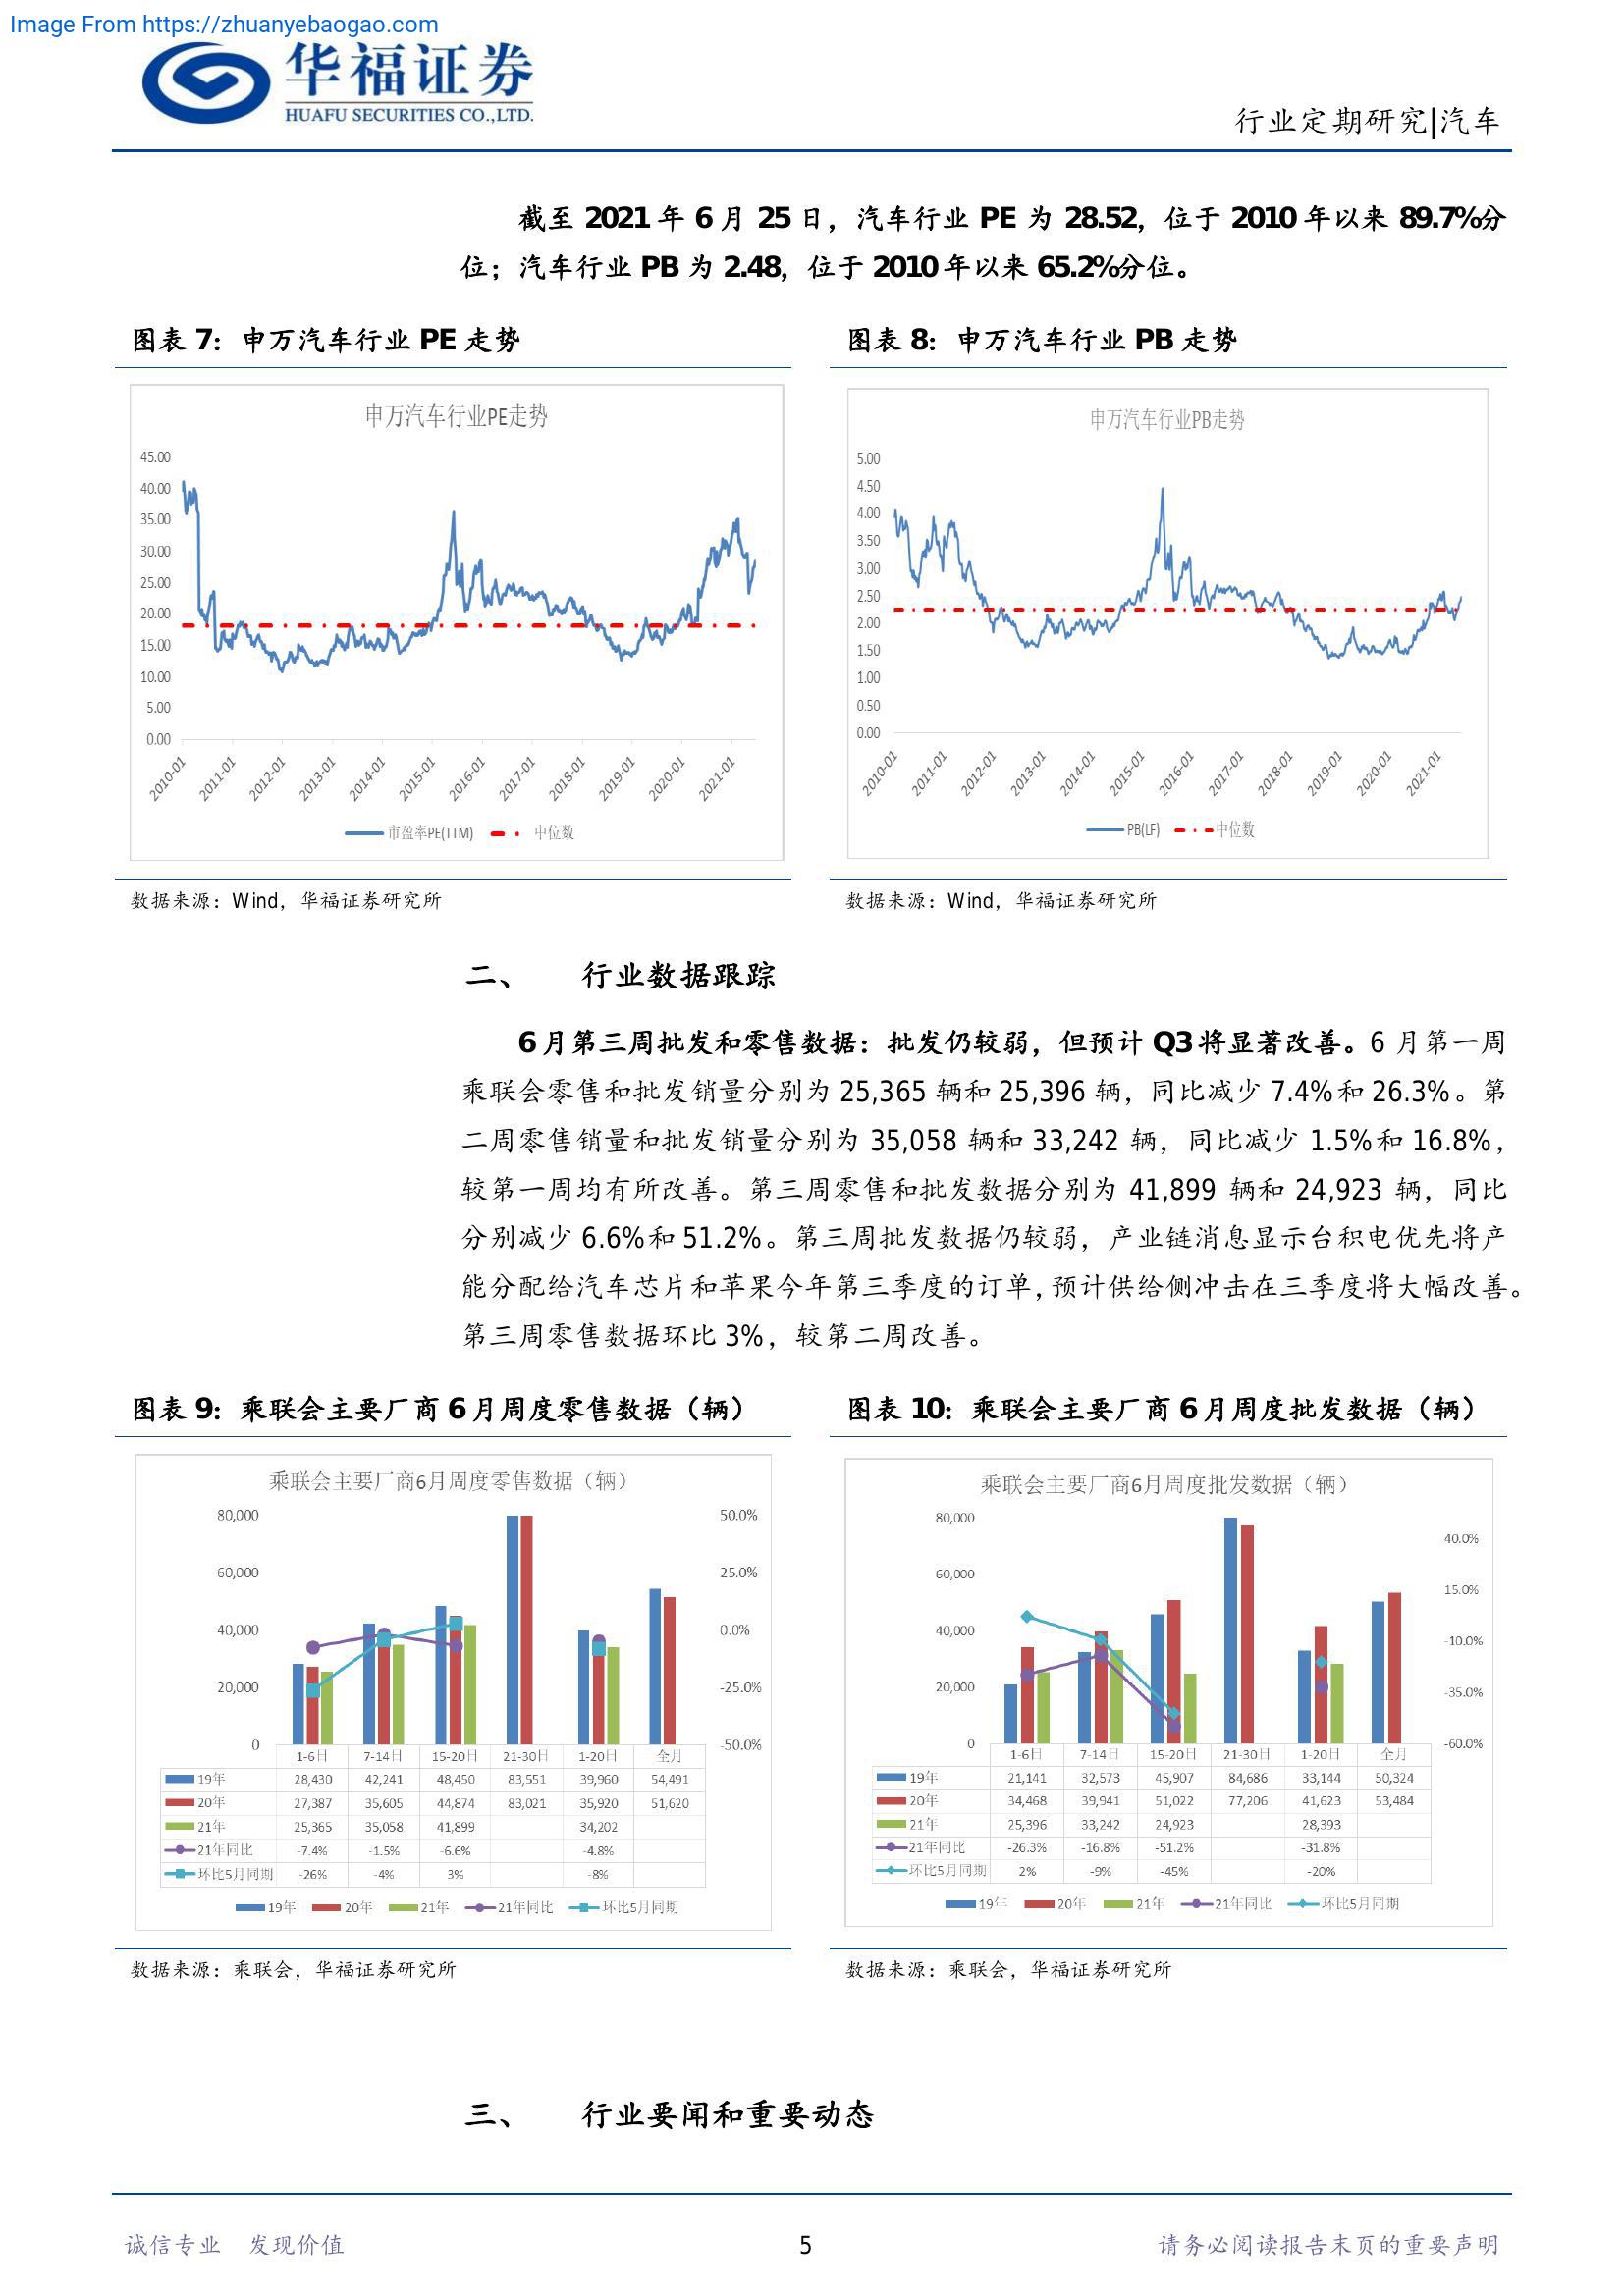 Image From https://zhuanyebaogao.com
华福证券
HUAFU SECURITIES CO.,LTD.
行业定期研究|汽车
截至 2021 年 6 月 25 日，汽车行业 PE 为 28.52，位于 2010 年以来 89.7%分
位；汽车行业 PB 为 2.48，位于 2010 年以来 65.2%分位。
图表 7：申万汽车行业 PE 走势
申万汽车行业PE走势
45.00
40.00
35.00
30.00
25.00
20.00
15.00
10.00
5.00
0.00
2010-01 2011-01 2012-01 2013-01 2014-01 2015-01 2016-01 2017-01 2018-01 2019-01 2020-01 2021-01
市盈率PE(TTM) 中位数
数据来源：Wind，华福证券研究所
图表 8：申万汽车行业 PB 走势
申万汽车行业PB走势
5.00
4.50
4.00
3.50
3.00
2.50
2.00
1.50
1.00
0.50
0.00
2010-01 2011-01 2012-01 2013-01 2014-01 2015-01 2016-01 2017-01 2018-01 2019-01 2020-01 2021-01
PB(LF) 中位数
数据来源：Wind，华福证券研究所
二、 行业数据跟踪
6 月第三周批发和零售数据：批发仍较弱，但预计 Q3 将显著改善。6 月第一周
乘联会零售和批发销量分别为 25,365 辆和 25,396 辆，同比减少 7.4%和 26.3%。第
二周零售销量和批发销量分别为 35,058 辆和 33,242 辆，同比减少 1.5%和 16.8%，
较第一周均有所改善。第三周零售和批发数据分别为 41,899 辆和 24,923 辆，同比
分别减少 6.6%和 51.2%。第三周批发数据仍较弱，产业链消息显示台积电优先将产
能分配给汽车芯片和苹果今年第三季度的订单，预计供给侧冲击在三季度将大幅改善。
第三周零售数据环比 3%，较第二周改善。
图表 9：乘联会主要厂商 6 月周度零售数据（辆）
乘联会主要厂商6月周度零售数据（辆）
80,000
60,000
40,000
20,000
0
50.0%
25.0%
0.0%
-25.0%
-50.0%
1-6日 7-14日 15-20日 21-30日 1-20日 全月
19年 28,430 42,241 48,450 83,551 39,960 54,491
20年 27,387 35,605 44,874 83,021 35,920 51,620
21年 25,365 35,058 41,899 34,202
21年同比 -7.4% -1.5% -6.6% -4.8%
环比5月同期 -26% -4% 3% -8%
19年 20年 21年 21年同比 环比5月同期
数据来源：乘联会，华福证券研究所
图表 10：乘联会主要厂商 6 月周度批发数据（辆）
乘联会主要厂商6月周度批发数据（辆）
80,000
60,000
40,000
20,000
0
40.0%
15.0%
-10.0%
-35.0%
-60.0%
1-6日 7-14日 15-20日 21-30日 1-20日 全月
19年 21,141 32,573 45,907 84,686 33,144 50,324
20年 34,468 39,941 51,022 77,206 41,623 53,484
21年 25,396 33,242 24,923 28,393
21年同比 -26.3% -16.8% -51.2% -31.8%
环比5月同期 2% -9% -45% -20%
19年 20年 21年 21年同比 环比5月同期
数据来源：乘联会，华福证券研究所
三、 行业要闻和重要动态
诚信专业 发现价值
5
请务必阅读报告末页的重要声明